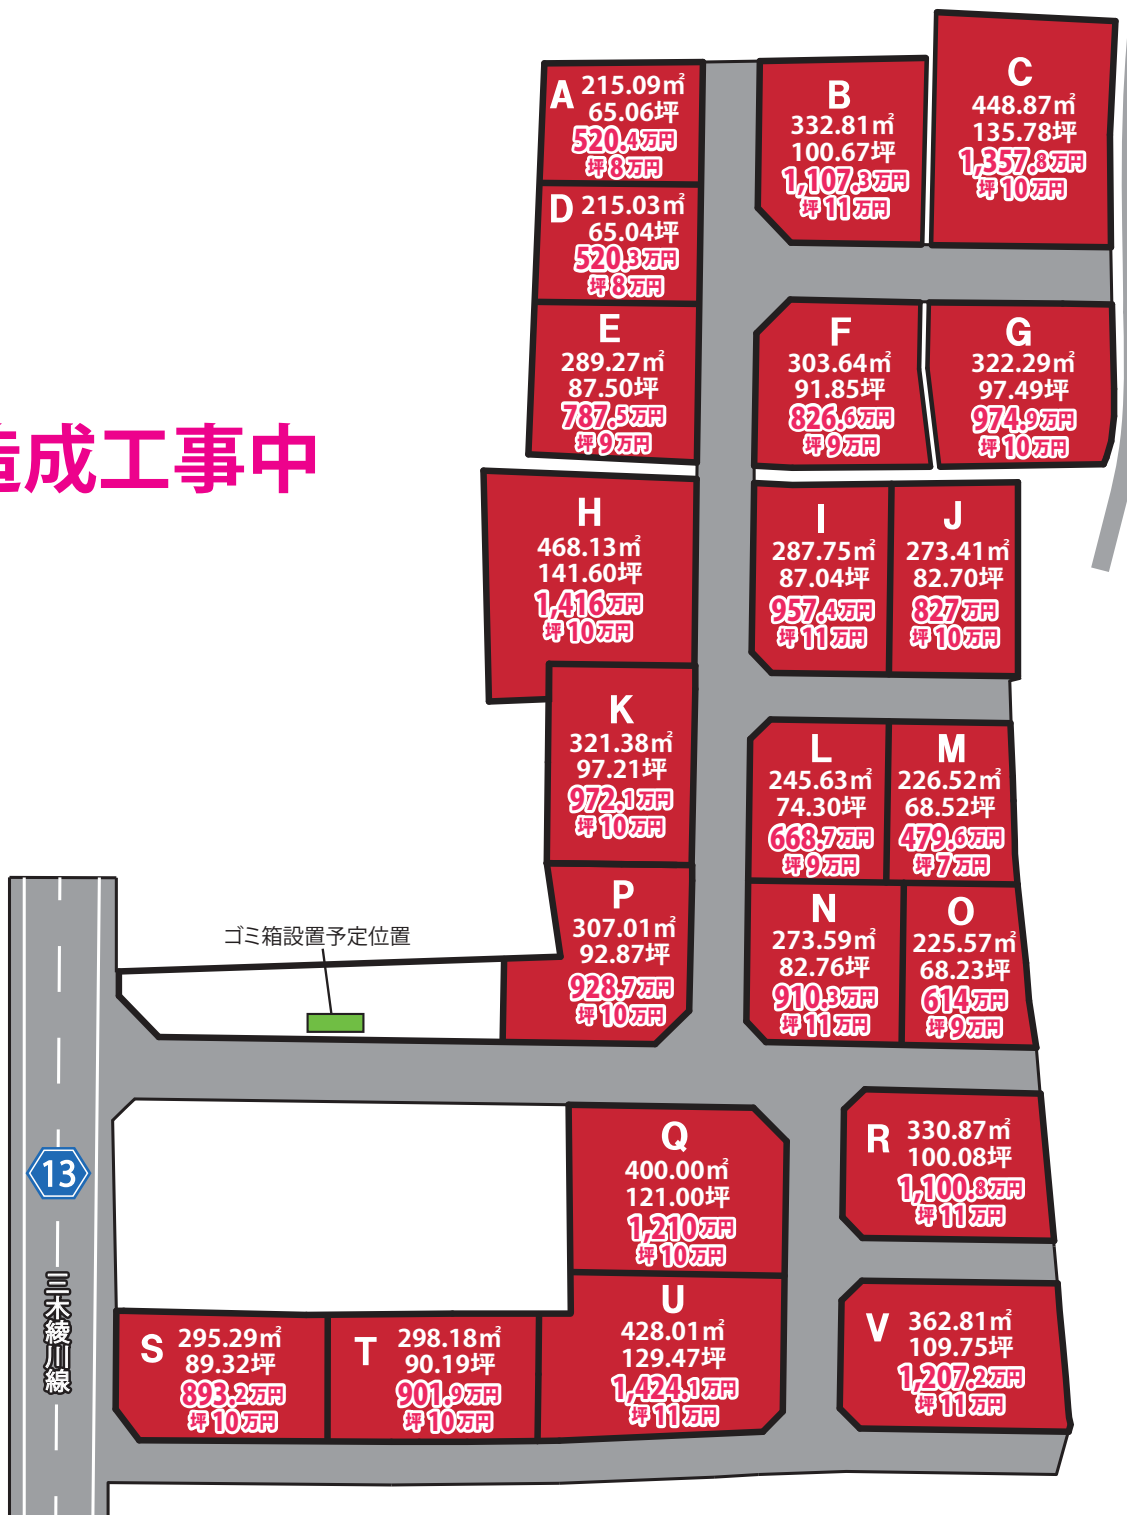 A 215.09㎡
65.06坪
520.4万円
坪8万円
B
332.81㎡
100.67坪
1,107.3万円
坪11万円
C
448.87㎡
135.78坪
1,357.8万円
坪10万円
D 215.03㎡
65.04坪
520.3万円
坪8万円
E
289.27㎡
87.50坪
787.5万円
坪9万円
F
303.64㎡
91.85坪
826.6万円
坪9万円
G
322.29㎡
97.49坪
974.9万円
坪10万円
造成工事中
H
468.13㎡
141.60坪
1,416万円
坪10万円
I
287.75㎡
87.04坪
957.4万円
坪11万円
J
273.41㎡
82.70坪
827万円
坪10万円
K
321.38㎡
97.21坪
972.1万円
坪10万円
L
245.63㎡
74.30坪
668.7万円
坪9万円
M
226.52㎡
68.52坪
479.6万円
坪7万円
P
307.01㎡
92.87坪
928.7万円
坪10万円
N
273.59㎡
82.76坪
910.3万円
坪11万円
O
225.57㎡
68.23坪
614万円
坪9万円
ゴミ箱設置予定位置
Q
400.00㎡
121.00坪
1,210万円
坪10万円
R 330.87㎡
100.08坪
1,100.8万円
坪11万円
13
三木綾川線
S 295.29㎡
89.32坪
893.2万円
坪10万円
T 298.18㎡
90.19坪
901.9万円
坪10万円
U
428.01㎡
129.47坪
1,424.1万円
坪11万円
V 362.81㎡
109.75坪
1,207.2万円
坪11万円